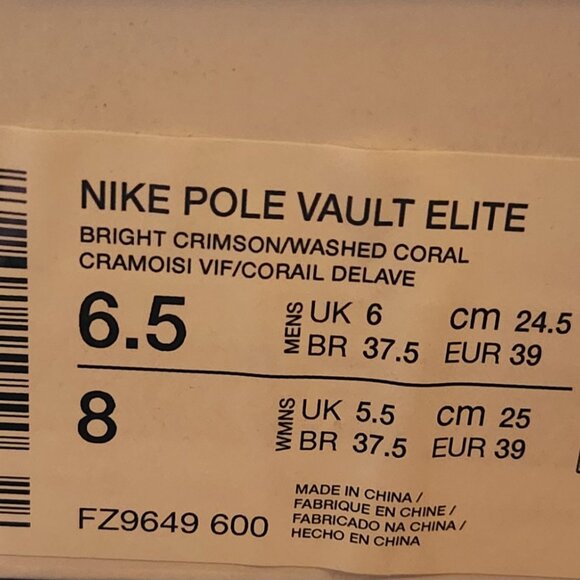 NIKE POLE VAULT ELITE
BRIGHT CRIMSON/WASHED CORAL
CRAMOISI VIF/CORAIL DELAVE
6.5 MENS UK 6 cm 24.5
BR 37.5 EUR 39
8 WMNS UK 5.5 cm 25
BR 37.5 EUR 39
FZ9649 600
MADE IN CHINA /
FABRIQUE EN CHINE /
FABRICADO NA CHINA /
HECHO EN CHINA